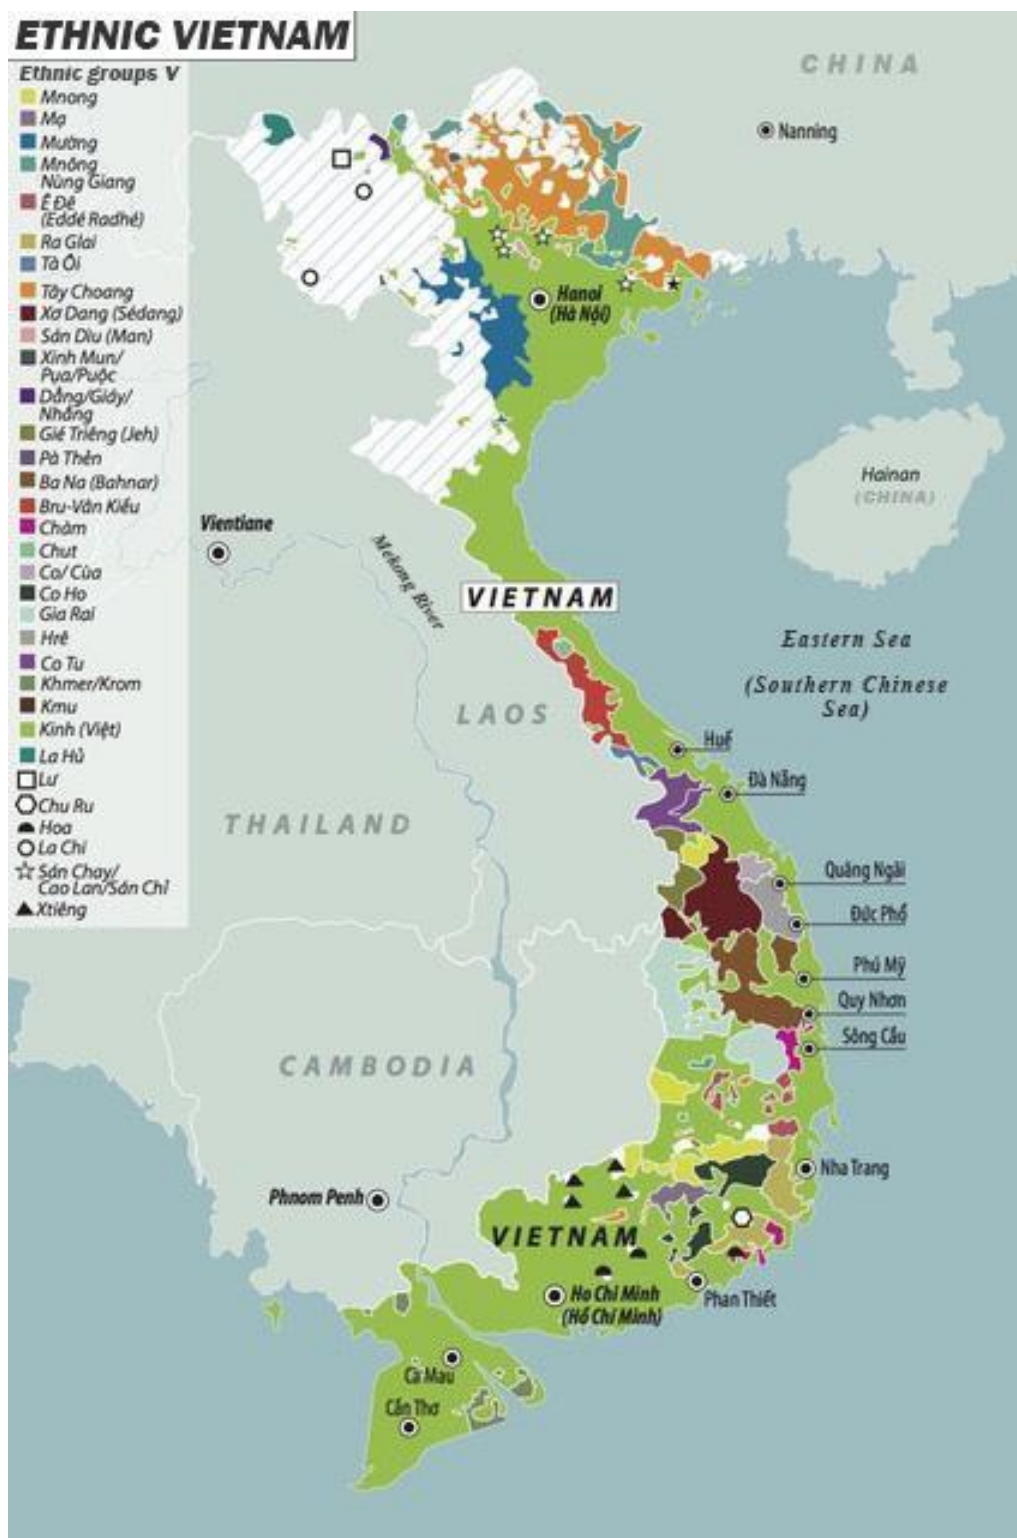 ETHNIC VIETNAM
Ethnic groups V
Mnong
Mạ
Mường
Mnông
Nùng Giang
Ê Đê
(Eddé Radhé)
Ra Glai
Tà Ôi
Tày Choang
Xơ Dang (Sédang)
Sán Dìu (Man)
Xinh Mun/
Pụa/Puộc
Dẳng/Giáy/
Nhắng
Gié Triêng (Jeh)
Pà Thẻn
Ba Na (Bahnar)
Bru-Vân Kiều
Chàm
Chut
Co/ Cùa
Co Ho
Gia Rai
Hrê
Co Tu
Khmer/Krom
Kmu
Kinh (Việt)
La Hủ
Lư
Chu Ru
Hoa
La Chí
Sán Chay/
Cao Lan/Sán Chỉ
Xtiêng
CHINA
Nanning
Hanoi
(Hà Nội)
Hainan
(CHINA)
Vientiane
Mekong River
VIETNAM
Eastern Sea
(Southern Chinese
Sea)
LAOS
Huế
Đà Nẵng
THAILAND
Quãng Ngãi
Đức Phổ
Phú Mỹ
Quy Nhơn
Sông Cầu
CAMBODIA
Nha Trang
Phnom Penh
VIETNAM
Ho Chi Minh
(Hồ Chí Minh)
Phan Thiết
Cà Mau
Cần Thơ